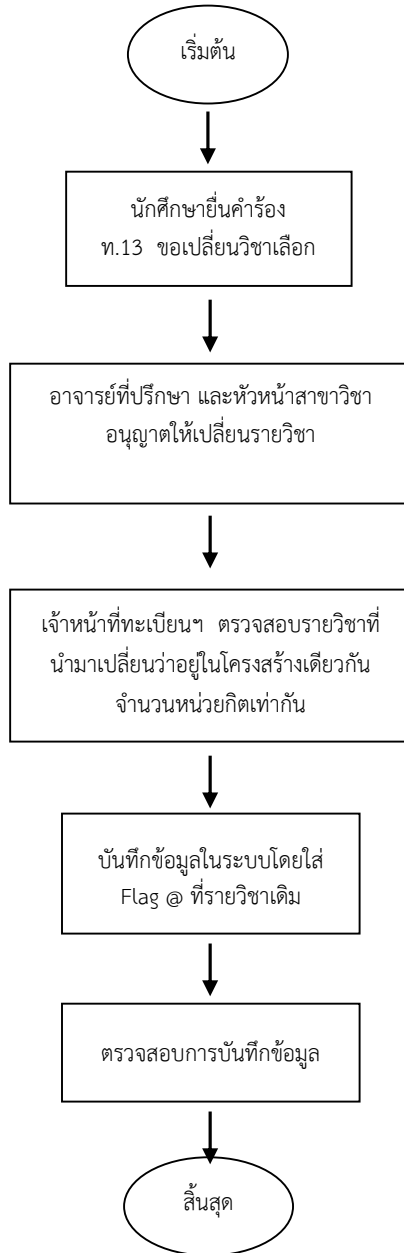 เริ่มต้น
นักศึกษายื่นคำร้อง
ท.13 ขอเปลี่ยนวิชาเลือก
อาจารย์ที่ปรึกษา และหัวหน้าสาขาวิชา
อนุญาตให้เปลี่ยนรายวิชา
เจ้าหน้าที่ทะเบียนฯ ตรวจสอบรายวิชาที่
นำมาเปลี่ยนว่าอยู่ในโครงสร้างเดียวกัน
จำนวนหน่วยกิตเท่ากัน
บันทึกข้อมูลในระบบโดยใส่
Flag @ ที่รายวิชาเดิม
ตรวจสอบการบันทึกข้อมูล
สิ้นสุด